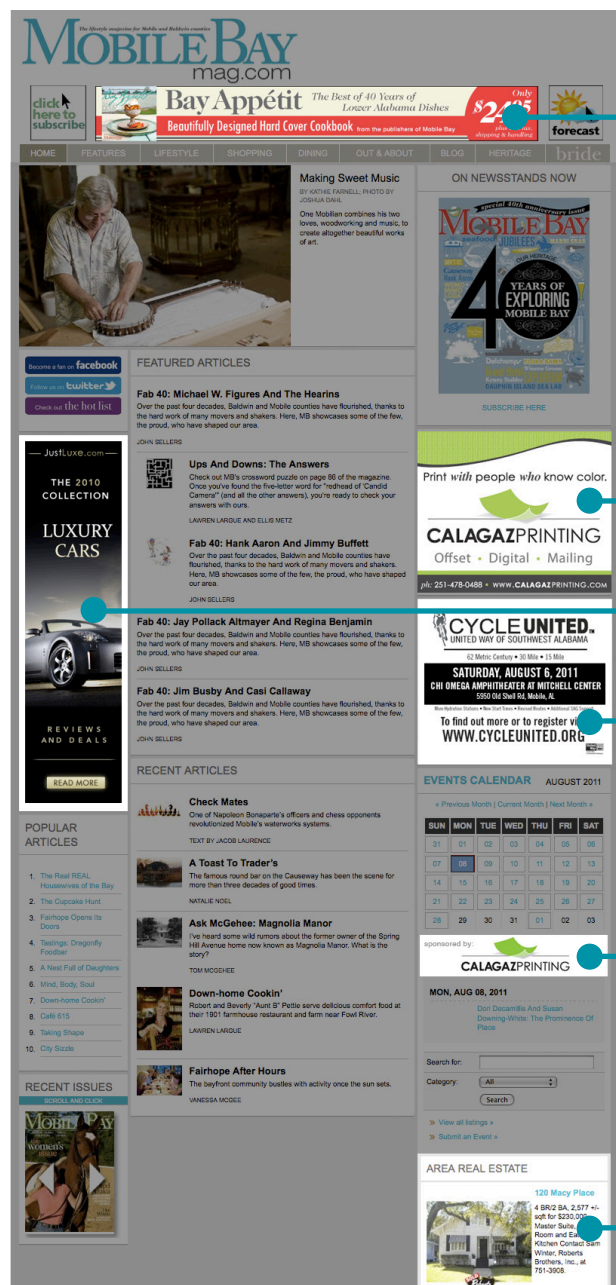 The lifestyle magazine for Mobile and Baldwin counties
MOBILE BAY
mag.com
click
here to
subscribe
Bay Appétit The Best of 40 Years of
Lower Alabama Dishes
Beautifully Designed Hard Cover Cookbook from the publishers of Mobile Bay
Only
shipping & handling
forecast
HOME FEATURES LIFESTYLE SHOPPING DINING OUT & ABOUT BLOG HERITAGE bride
Making Sweet Music
BY KATHIE FARNELL; PHOTO BY
JOSHUA DAHL
One Mobilian combines his two
loves, woodworking and music, to
create altogether beautiful works
of art.
ON NEWSSTANDS NOW
special 40th anniversary issue
MOBILE BAY
seafood JUBILEES
OUR HERITAGE
Causeway
40
YEARS OF
EXPLORING
MOBILE BAY
Delchamps
Kenny Stabler
DAUPHIN ISLAND SEA LAB
SUBSCRIBE HERE
Become a fan on facebook
Follow us on twitter
Check out the hot list
FEATURED ARTICLES
Fab 40: Michael W. Figures And The Hearins
Over the past four decades, Baldwin and Mobile counties have flourished, thanks to
the hard work of many movers and shakers. Here, MB showcases some of the few,
the proud, who have shaped our area.
JOHN SELLERS
Ups And Downs: The Answers
Check out MB's crossword puzzle on page 86 of the magazine.
Once you've found the five-letter word for "redhead of 'Candid
Camera'" (and all the other answers), you're ready to check your
answers with ours.
LAWREN LARGUE AND ELLIS METZ
Fab 40: Hank Aaron And Jimmy Buffett
Over the past four decades, Baldwin and Mobile counties have
flourished, thanks to the hard work of many movers and shakers.
Here, MB showcases some of the few, the proud, who have shaped
our area.
JOHN SELLERS
Fab 40: Jay Pollack Altmayer And Regina Benjamin
Over the past four decades, Baldwin and Mobile counties have flourished, thanks to
the hard work of many movers and shakers. Here, MB showcases some of the few,
the proud, who have shaped our area.
JOHN SELLERS
Fab 40: Jim Busby And Casi Callaway
Over the past four decades, Baldwin and Mobile counties have flourished, thanks to
the hard work of many movers and shakers. Here, MB showcases some of the few,
the proud, who have shaped our area.
JOHN SELLERS
JustLuxe.com
THE 2010
COLLECTION
LUXURY
CARS
REVIEWS
AND DEALS
READ MORE
Print with people who know color.
CALAGAZPRINTING
Offset • Digital • Mailing
ph: 251-478-0488 • WWW.CALAGAZPRINTING.COM
CYCLE UNITED
UNITED WAY OF SOUTHWEST ALABAMA
62 Metric Century • 30 Mile • 15 Mile
SATURDAY, AUGUST 6, 2011
CHI OMEGA AMPHITHEATER AT MITCHELL CENTER
5950 Old Shell Rd, Mobile, AL
To find out more or to register vi
WWW.CYCLEUNITED.ORG
RECENT ARTICLES
Check Mates
One of Napoleon Bonaparte's officers and chess opponents
revolutionized Mobile's waterworks systems.
TEXT BY JACOB LAURENCE
A Toast To Trader's
The famous round bar on the Causeway has been the scene for
more than three decades of good times.
NATALIE NOEL
Ask McGehee: Magnolia Manor
I've heard some wild rumors about the former owner of the Spring
Hill Avenue home now known as Magnolia Manor. What is the
story?
TOM MCGEHEE
Down-home Cookin'
Robert and Beverly "Aunt B" Pettie serve delicious comfort food at
their 1901 farmhouse restaurant and farm near Fowl River.
LAWREN LARGUE
Fairhope After Hours
The bayfront community bustles with activity once the sun sets.
VANESSA MCGEE
POPULAR
ARTICLES
1. The Real REAL
Housewives of the Bay
2. The Cupcake Hunt
3. Fairhope Opens Its
Doors
4. Tastings: Dragonfly
Foodbar
5. A Nest Full of Daughters
6. Mind, Body, Soul
7. Down-home Cookin'
8. Café 615
9. Taking Shape
10. City Sizzle
RECENT ISSUES
SCROLL AND CLICK
MOBILE BAY
women's
issue
EVENTS CALENDAR AUGUST 2011
« Previous Month | Current Month | Next Month »
SUN MON TUE WED THU FRI SAT
31 01 02 03 04 05 06
07 08 09 10 11 12 13
14 15 16 17 18 19 20
21 22 23 24 25 26 27
28 29 30 31 01 02 03
sponsored by:
CALAGAZPRINTING
MON, AUG 08, 2011
Don Decamillis And Susan
Downing-White: The Prominence Of
Place
Search for:
Category: All
Search
» View all listings »
» Submit an Event »
AREA REAL ESTATE
120 Macy Place
4 BR/2 BA, 2,577 +/-
sqft for $230,000
Master Suite,
Room and Ea
Kitchen Contact Sam
Winter, Roberts
Brothers, Inc., at
751-3908.